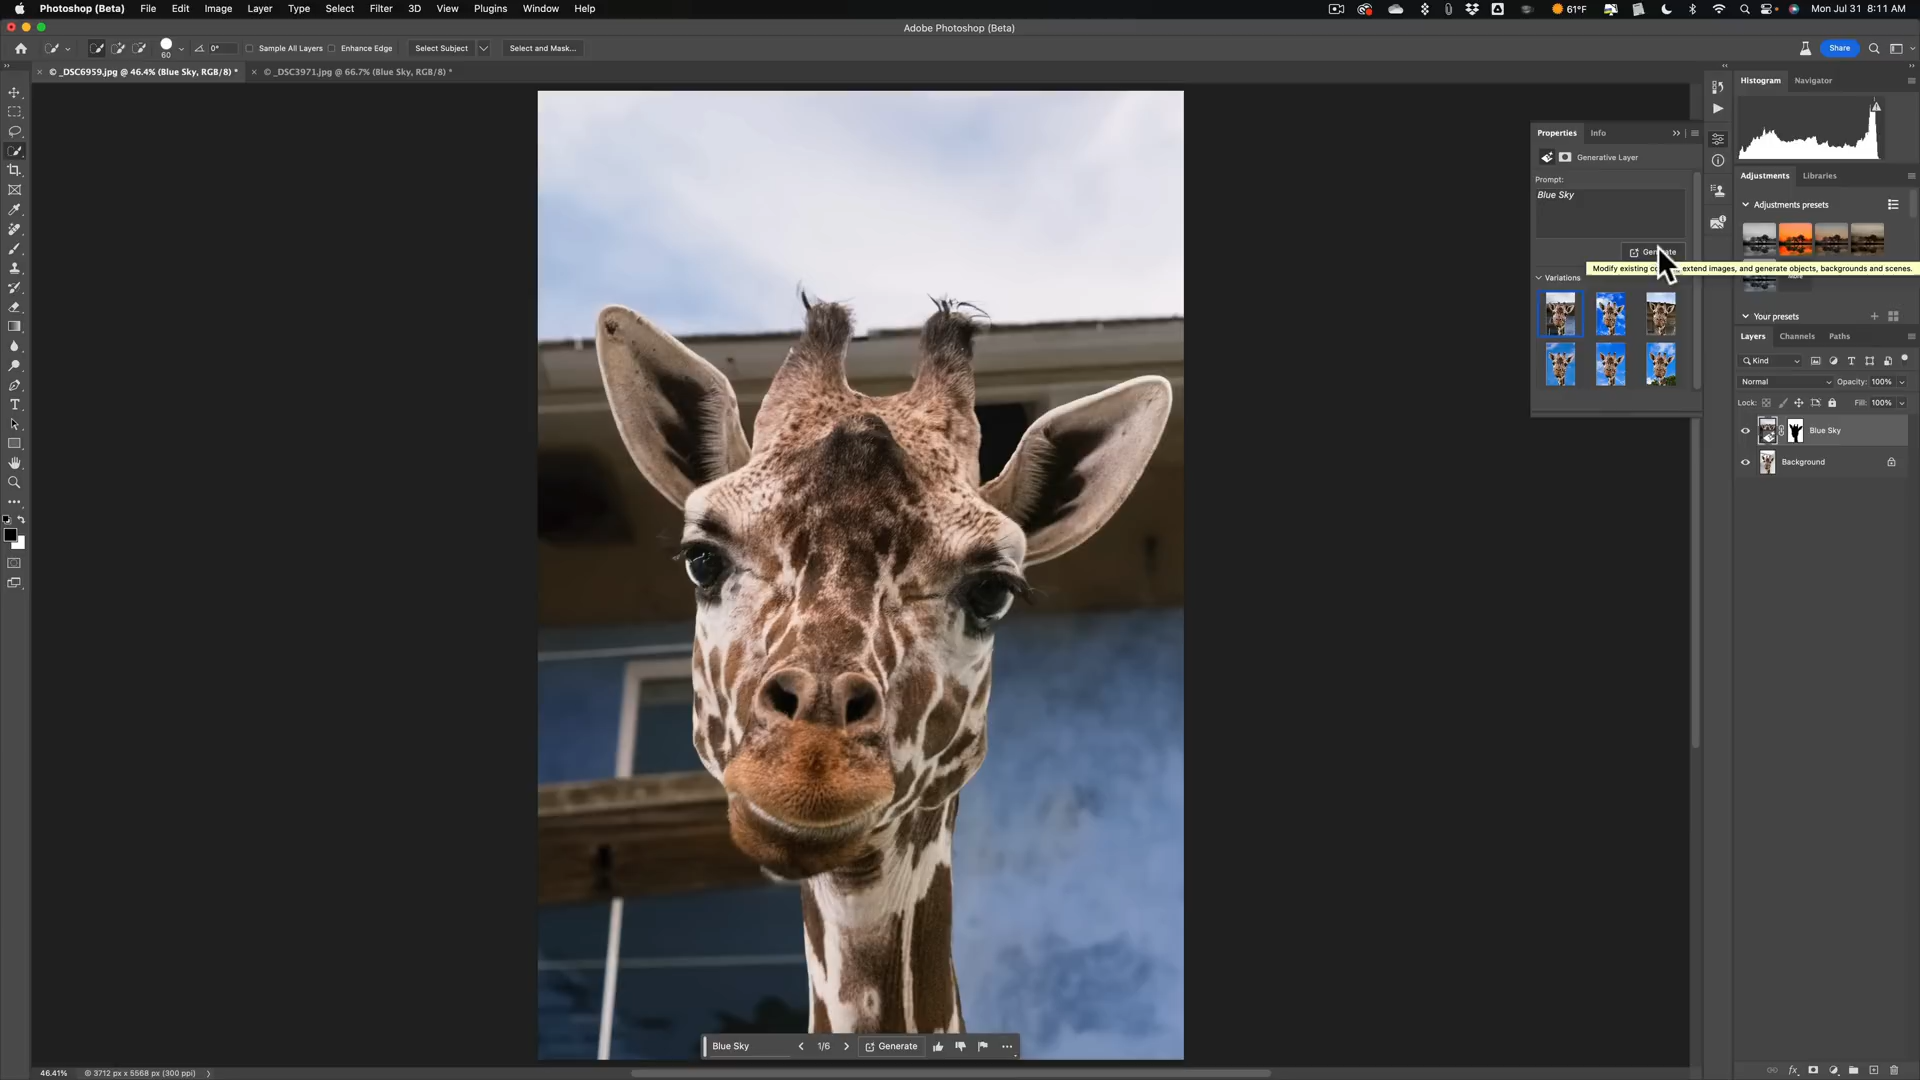 Photoshop (Beta) File Edit Image Layer Type Select Filter 3D View Plugins Window Help 61°F Mon Jul 31 8:11 AM
Adobe Photoshop (Beta)
60 0° Sample All Layers Enhance Edge Select Subject Select and Mask... Share
© _DSC6959.jpg @ 46.4% (Blue Sky, RGB/8) * © _DSC3971.jpg @ 66.7% (Blue Sky, RGB/8) *
Histogram Navigator
Properties Info
Generative Layer
Prompt:
Blue Sky
Generate
Modify existing extend images, and generate objects, backgrounds and scenes.
Variations
Adjustments Libraries
Adjustments presets
Your presets
Layers Channels Paths
Kind
Normal Opacity: 100%
Lock: Fill: 100%
Blue Sky
Background
Blue Sky 1/6 Generate
46.41% © 3712 px x 5568 px (300 ppi)